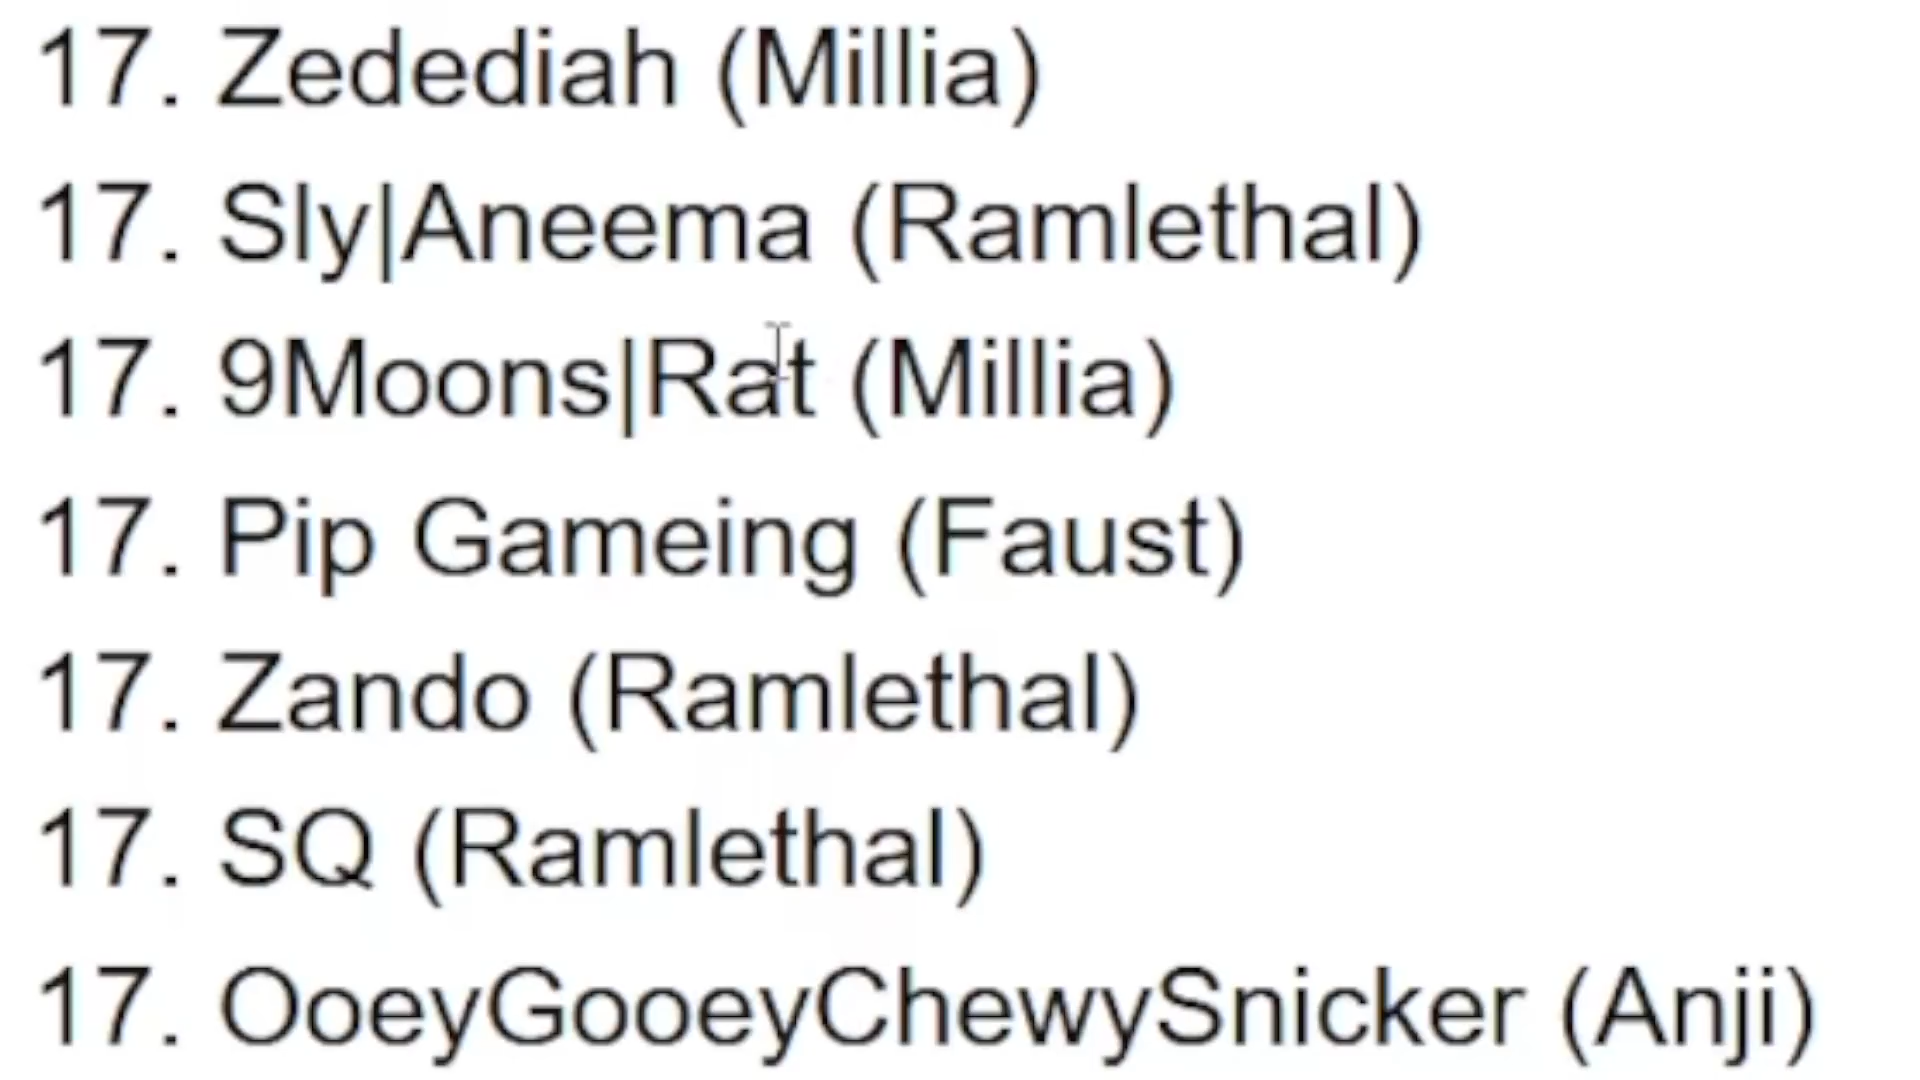 17. Zedediah (Millia)
17. Sly|Aneema (Ramlethal)
17. 9Moons|Rat (Millia)
17. Pip Gameing (Faust)
17. Zando (Ramlethal)
17. SQ (Ramlethal)
17. OoeyGooeyChewySnicker (Anji)